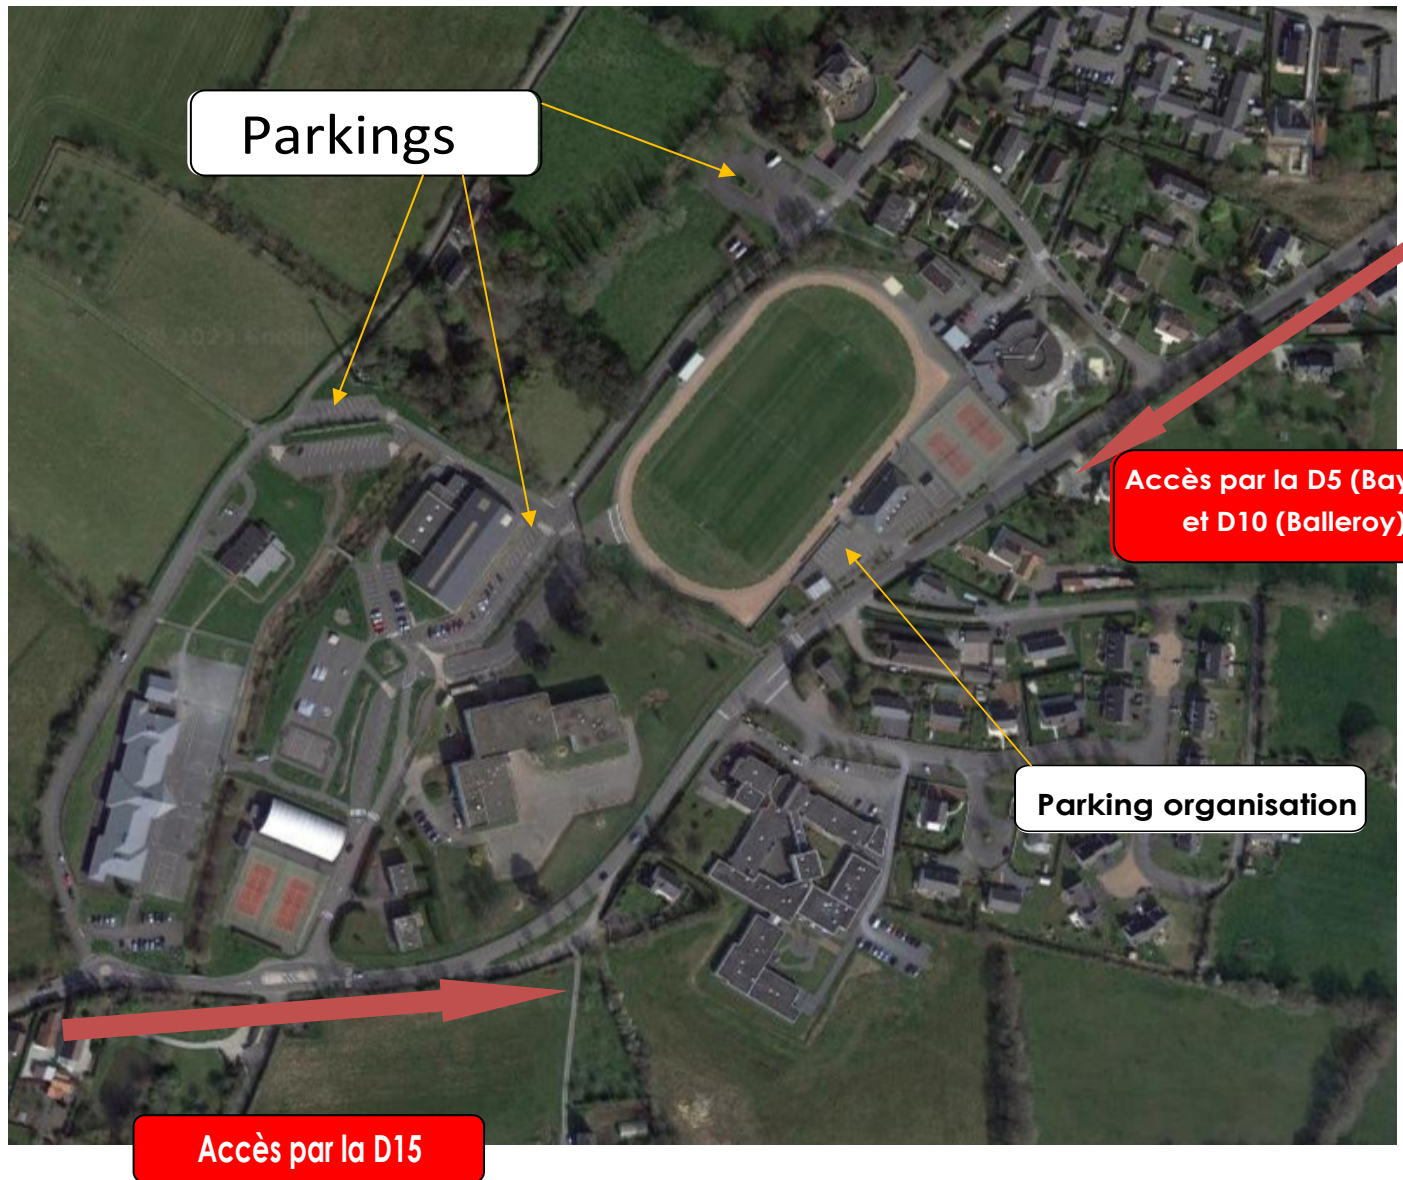 Parkings
Accès par la D5 (Bay
et D10 (Balleroy)
Parking organisation
Accès par la D15